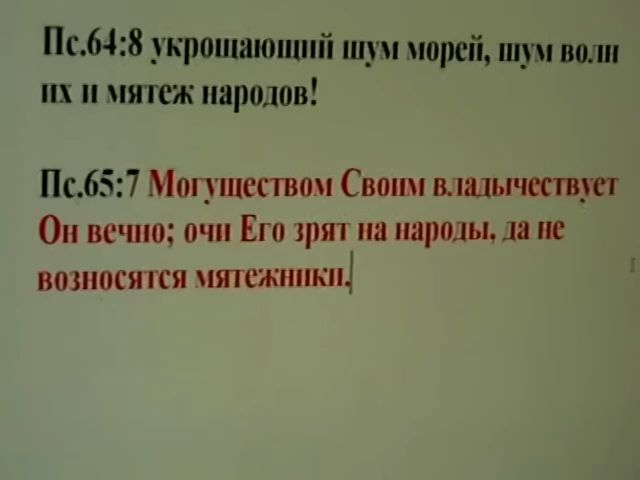 Пс.64:8 укрощающий шум морей, шум волн
их и мятеж народов!
Пс.65:7 Могуществом Своим владычествует
Он вечно; очи Его зрят на народы, да не
возносятся мятежники.